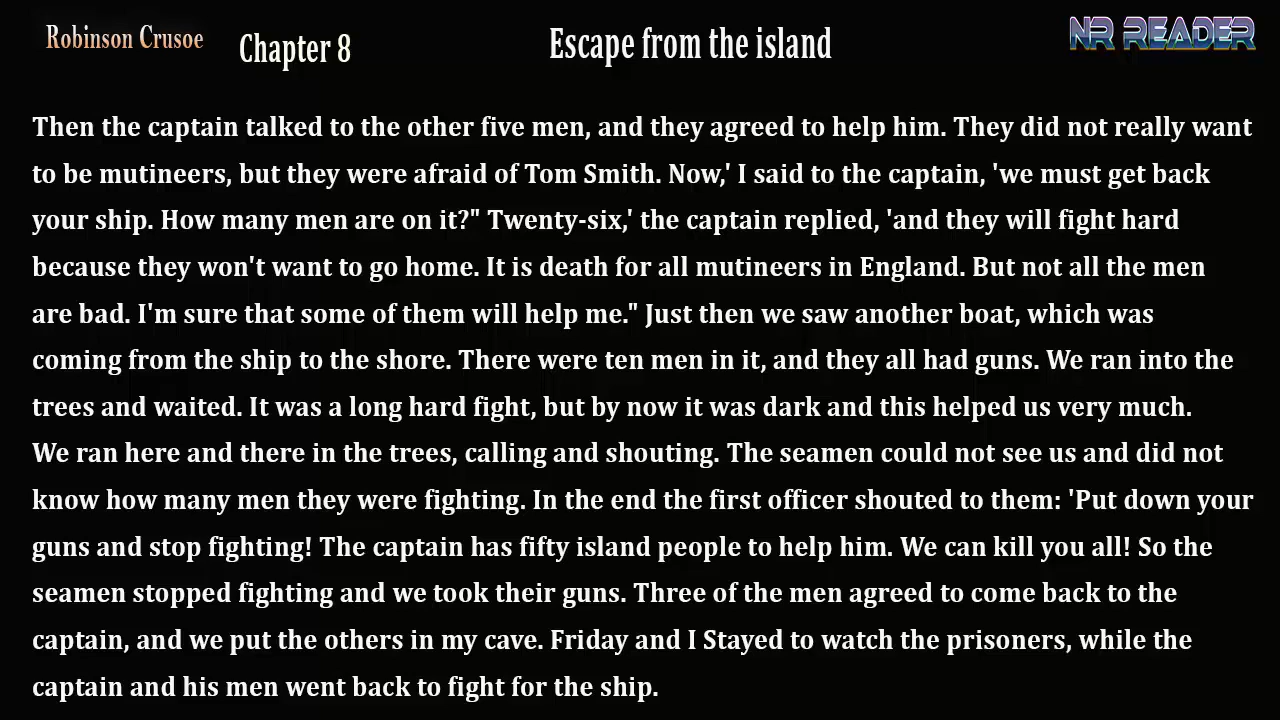 Robinson Crusoe
Chapter 8
Escape from the island
NR READER
Then the captain talked to the other five men, and they agreed to help him. They did not really want
to be mutineers, but they were afraid of Tom Smith. Now,' I said to the captain, 'we must get back
your ship. How many men are on it?" Twenty-six,' the captain replied, 'and they will fight hard
because they won't want to go home. It is death for all mutineers in England. But not all the men
are bad. I'm sure that some of them will help me." Just then we saw another boat, which was
coming from the ship to the shore. There were ten men in it, and they all had guns. We ran into the
trees and waited. It was a long hard fight, but by now it was dark and this helped us very much.
We ran here and there in the trees, calling and shouting. The seamen could not see us and did not
know how many men they were fighting. In the end the first officer shouted to them: 'Put down your
guns and stop fighting! The captain has fifty island people to help him. We can kill you all! So the
seamen stopped fighting and we took their guns. Three of the men agreed to come back to the
captain, and we put the others in my cave. Friday and I Stayed to watch the prisoners, while the
captain and his men went back to fight for the ship.